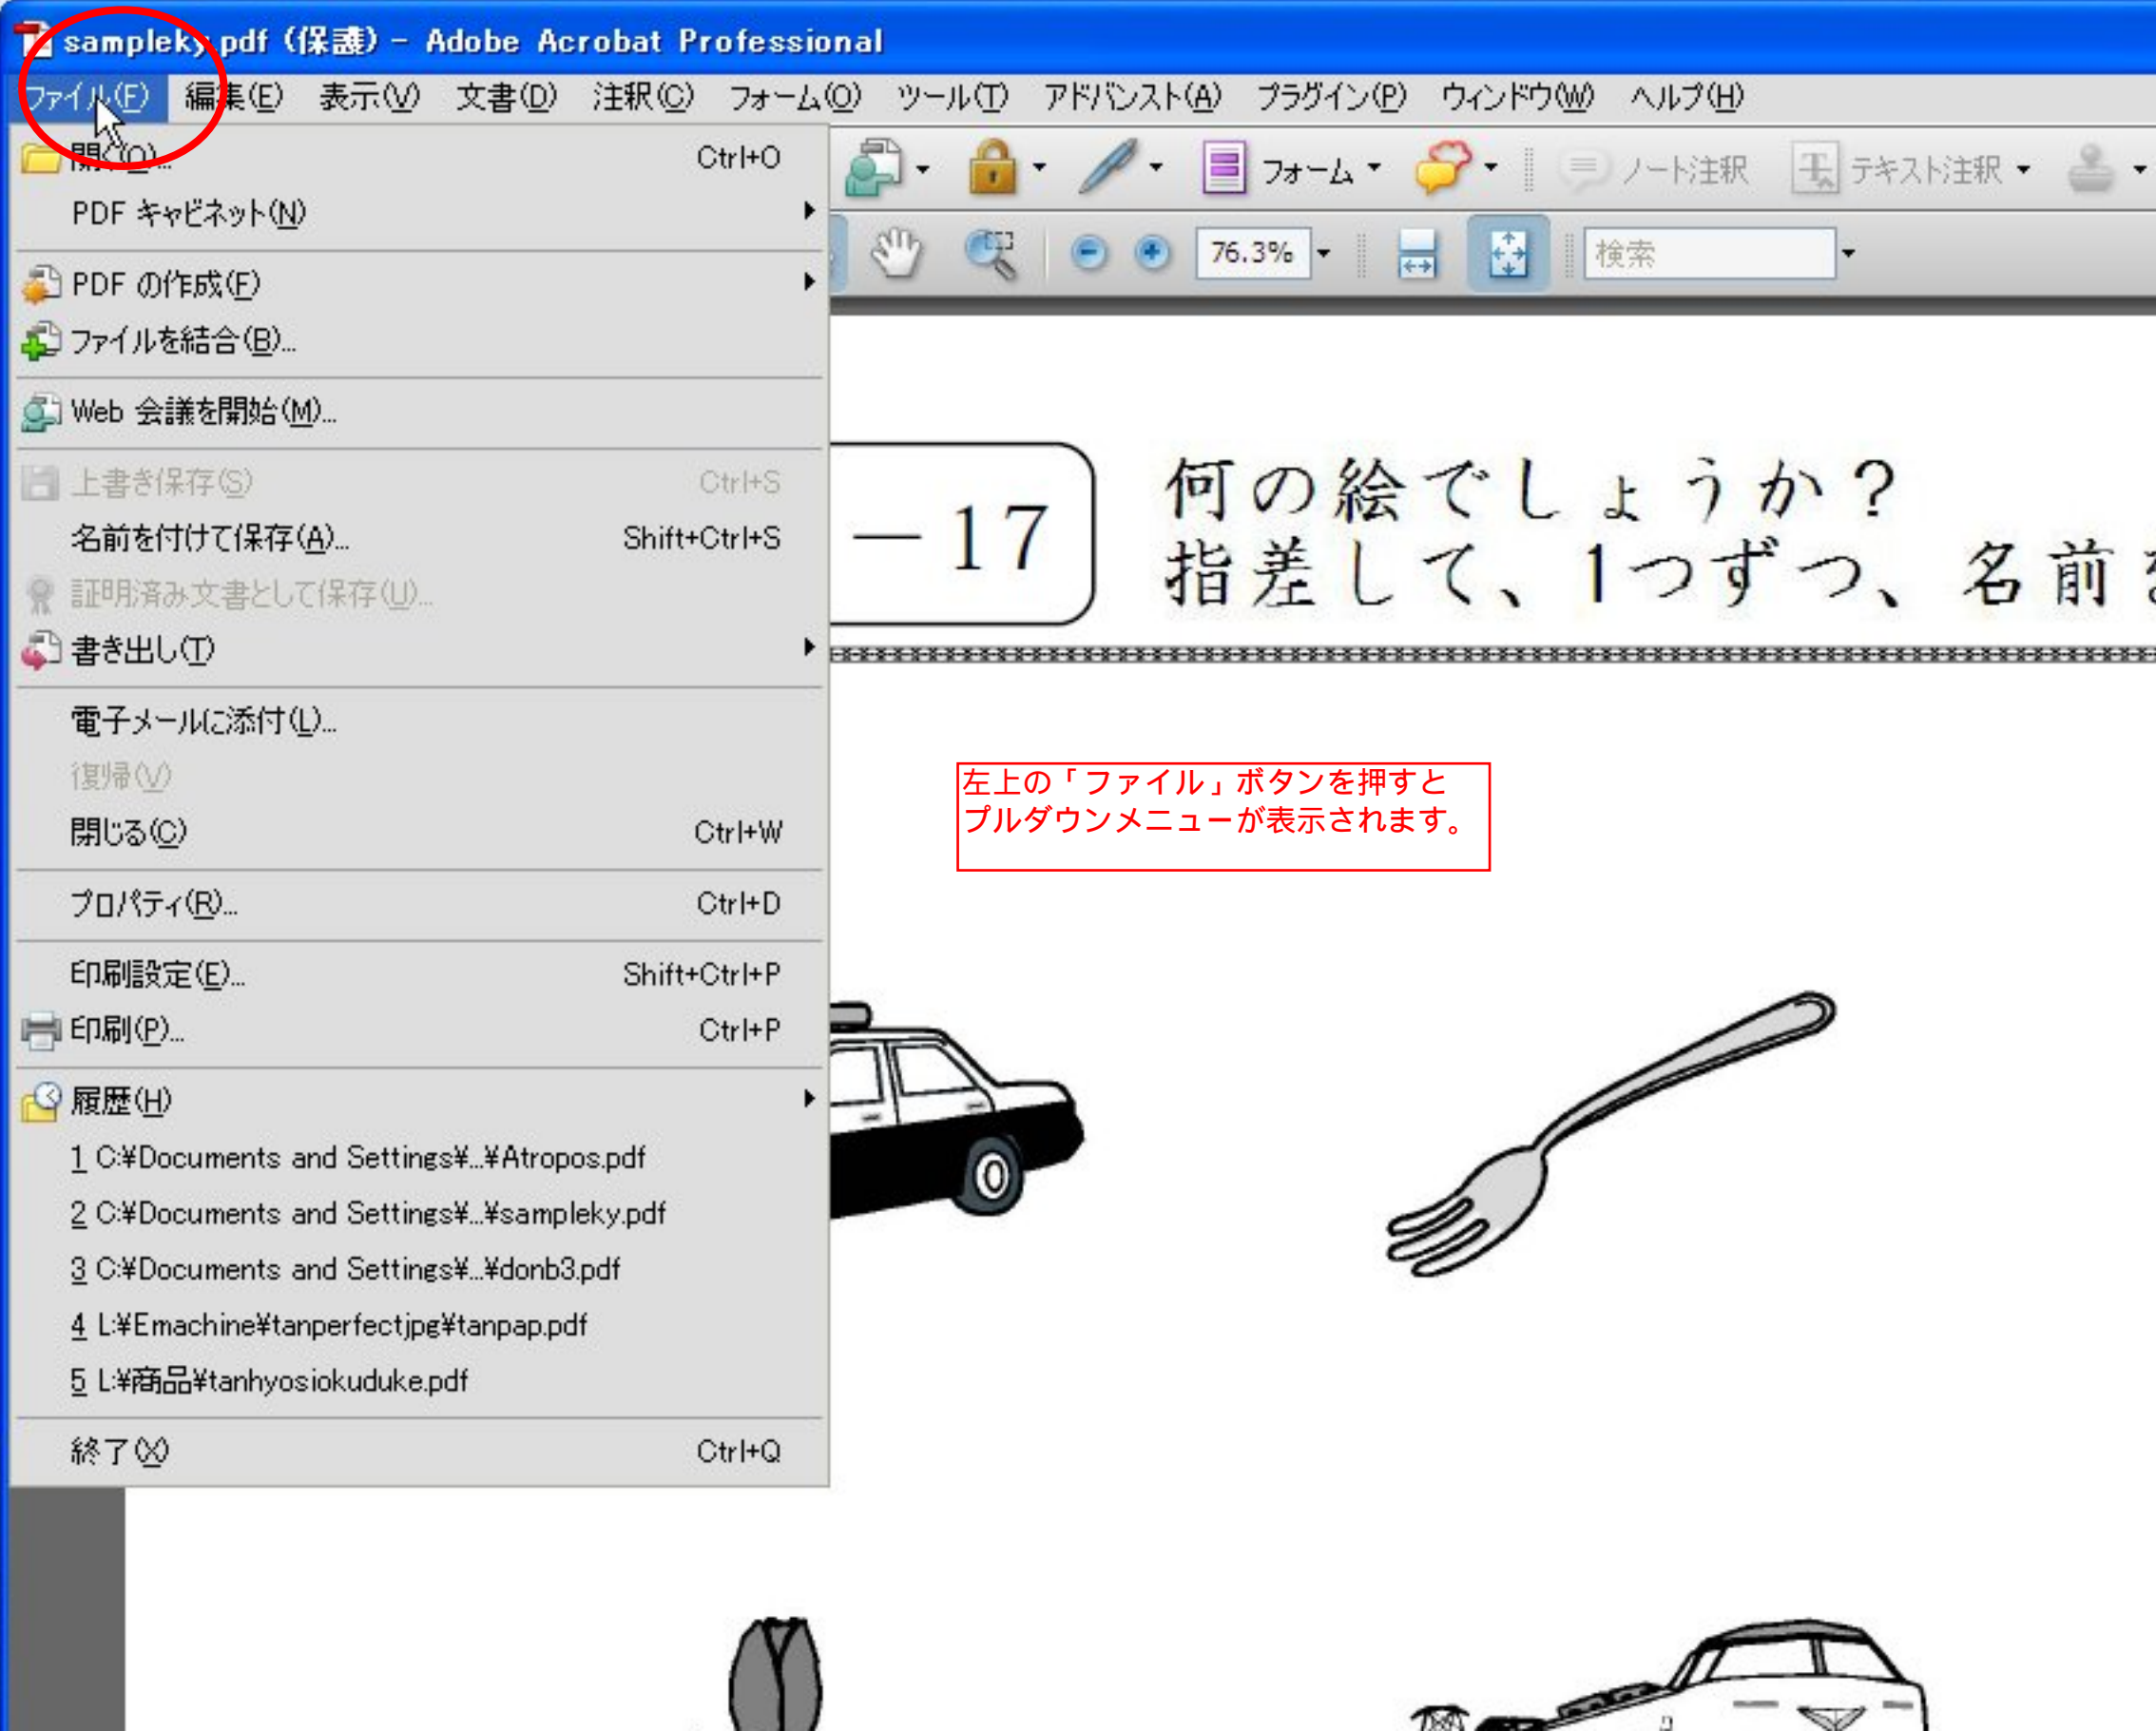 sampleky.pdf (保護) - Adobe Acrobat Professional
ファイル(F) 編集(E) 表示(V) 文書(D) 注釈(C) フォーム(O) ツール(T) アドバンスト(A) プラグイン(P) ウィンドウ(W) ヘルプ(H)
開く(O)... Ctrl+O
フォーム ノート注釈 テキスト注釈
PDF キャビネット(N)
76.3% 検索
PDF の作成(F)
ファイルを結合(B)...
Web 会議を開始(M)...
上書き保存(S) Ctrl+S
名前を付けて保存(A)... Shift+Ctrl+S
証明済み文書として保存(U)...
書き出し(T)
電子メールに添付(L)...
復帰(V)
閉じる(C) Ctrl+W
プロパティ(R)... Ctrl+D
印刷設定(E)... Shift+Ctrl+P
印刷(P)... Ctrl+P
履歴(H)
1 C:¥Documents and Settings¥...¥Atropos.pdf
2 C:¥Documents and Settings¥...¥sampleky.pdf
3 C:¥Documents and Settings¥...¥donb3.pdf
4 L:¥Emachine¥tanperfectjpg¥tanpap.pdf
5 L:¥商品¥tanhyosiokuduke.pdf
終了(X) Ctrl+Q
－17
何の絵でしょうか？
指差して、1つずつ、名前を
左上の「ファイル」ボタンを押すと
プルダウンメニューが表示されます。